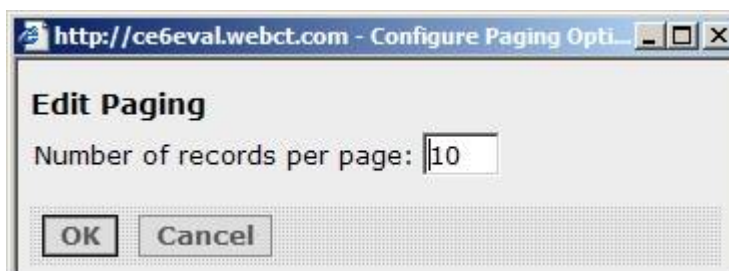 http://ce6eval.webct.com - Configure Paging Opti...
Edit Paging
Number of records per page: 10
OK Cancel